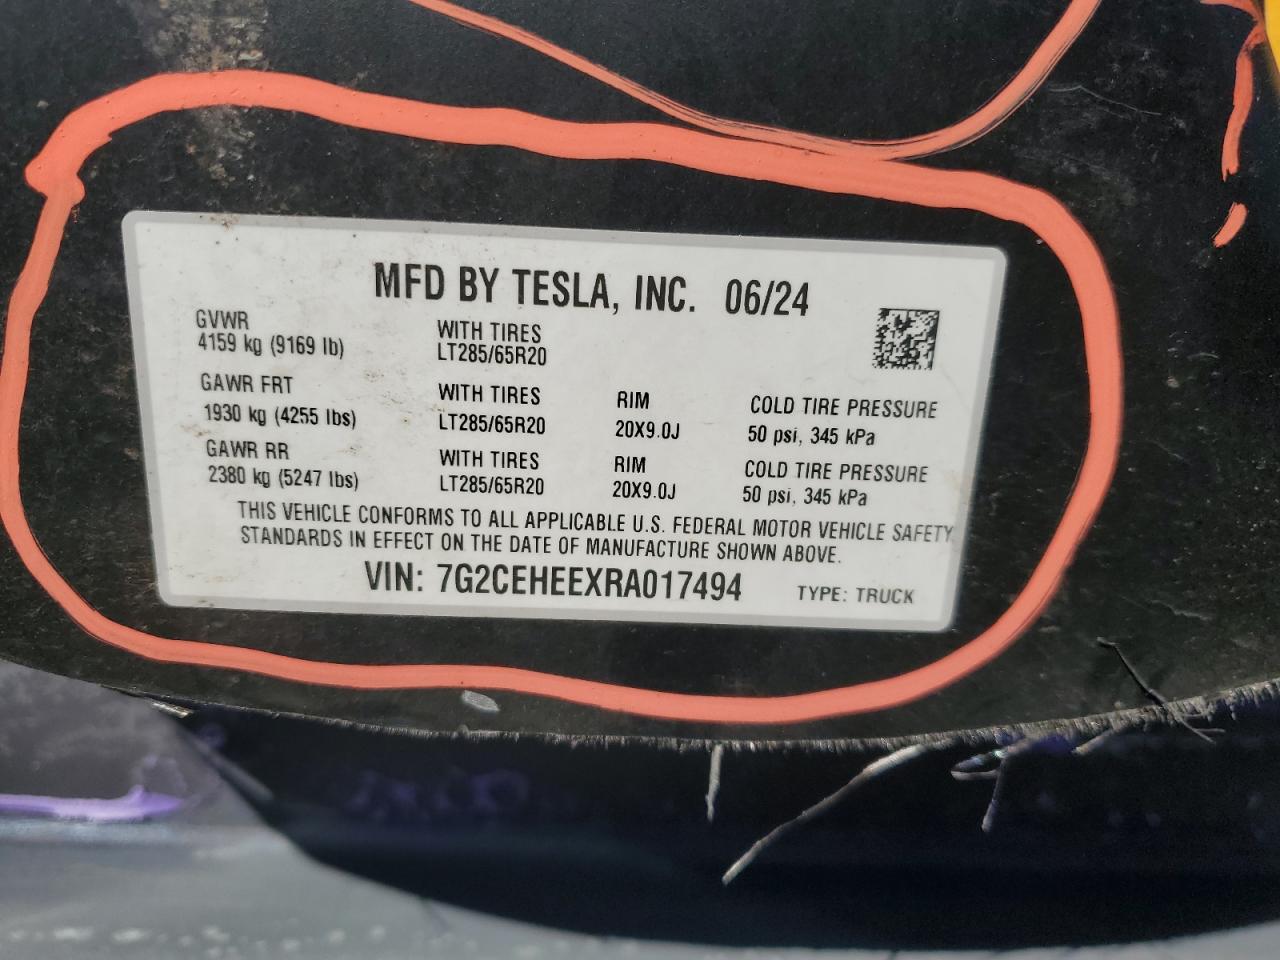 MFD BY TESLA, INC. 06/24
GVWR
4159 kg (9169 lb)
WITH TIRES
LT285/65R20
GAWR FRT
1930 kg (4255 lbs)
WITH TIRES
LT285/65R20
RIM
20X9.0J
COLD TIRE PRESSURE
50 psi, 345 kPa
GAWR RR
2380 kg (5247 lbs)
WITH TIRES
LT285/65R20
RIM
20X9.0J
COLD TIRE PRESSURE
50 psi, 345 kPa
THIS VEHICLE CONFORMS TO ALL APPLICABLE U.S. FEDERAL MOTOR VEHICLE SAFETY
STANDARDS IN EFFECT ON THE DATE OF MANUFACTURE SHOWN ABOVE.
VIN: 7G2CEHEEXRA017494 TYPE: TRUCK